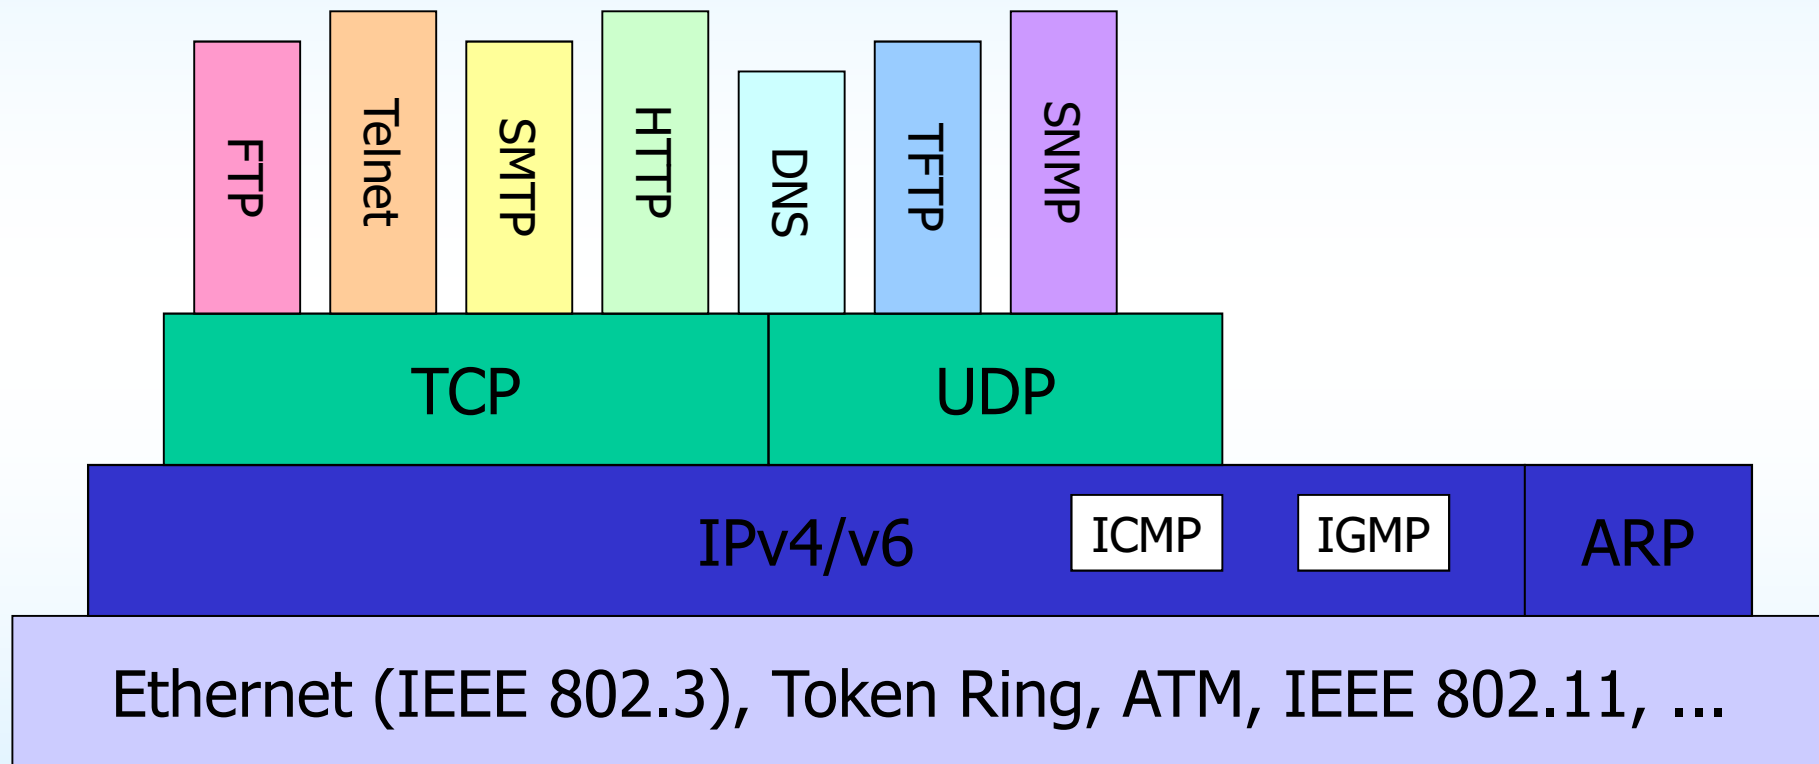 FTP
Telnet
SMTP
HTTP
DNS
TFTP
SNMP
TCP
UDP
IPv4/v6
ICMP
IGMP
ARP
Ethernet (IEEE 802.3), Token Ring, ATM, IEEE 802.11, ...